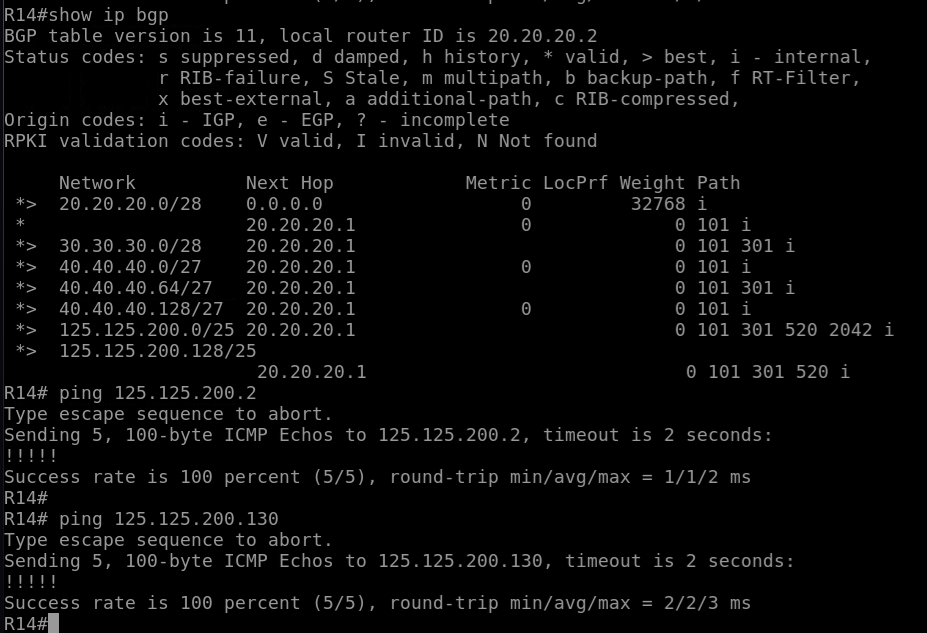 R14#show ip bgp
BGP table version is 11, local router ID is 20.20.20.2
Status codes: s suppressed, d damped, h history, * valid, > best, i - internal,
              r RIB-failure, S Stale, m multipath, b backup-path, f RT-Filter,
              x best-external, a additional-path, c RIB-compressed,
Origin codes: i - IGP, e - EGP, ? - incomplete
RPKI validation codes: V valid, I invalid, N Not found

     Network          Next Hop            Metric LocPrf Weight Path
 *>  20.20.20.0/28    0.0.0.0                  0         32768 i
 *                    20.20.20.1               0             0 101 i
 *>  30.30.30.0/28    20.20.20.1                             0 101 301 i
 *>  40.40.40.0/27    20.20.20.1               0             0 101 i
 *>  40.40.40.64/27   20.20.20.1                             0 101 301 i
 *>  40.40.40.128/27  20.20.20.1               0             0 101 i
 *>  125.125.200.0/25 20.20.20.1                             0 101 301 520 2042 i
 *>  125.125.200.128/25
                       20.20.20.1                             0 101 301 520 i
R14# ping 125.125.200.2
Type escape sequence to abort.
Sending 5, 100-byte ICMP Echos to 125.125.200.2, timeout is 2 seconds:
!!!!!
Success rate is 100 percent (5/5), round-trip min/avg/max = 1/1/2 ms
R14#
R14# ping 125.125.200.130
Type escape sequence to abort.
Sending 5, 100-byte ICMP Echos to 125.125.200.130, timeout is 2 seconds:
!!!!!
Success rate is 100 percent (5/5), round-trip min/avg/max = 2/2/3 ms
R14#